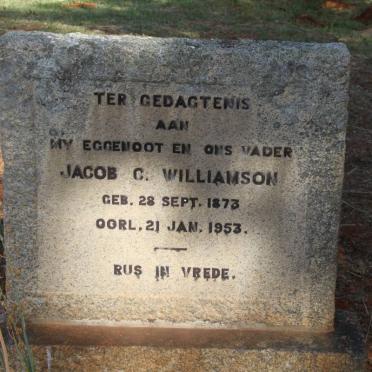 TER GEDAGTENIS
AAN
MY EGGENOOT EN ONS VADER
JACOB C. WILLIAMSON
GEB. 28 SEPT. 1873
OORL, 21 JAN. 1953.
RUS IN VREDE.